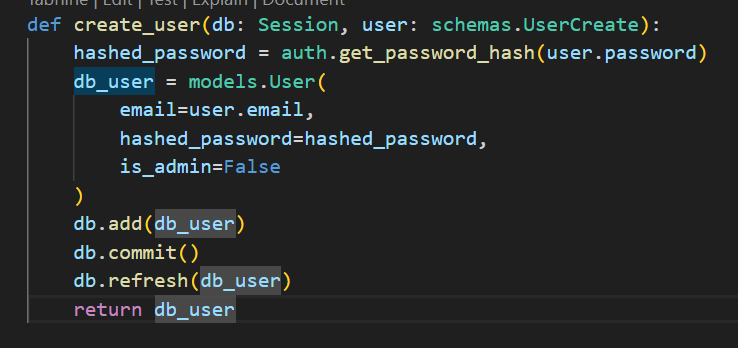 Tabnine | Edit | Test | Explain | Document
def create_user(db: Session, user: schemas.UserCreate):
    hashed_password = auth.get_password_hash(user.password)
    db_user = models.User(
        email=user.email,
        hashed_password=hashed_password,
        is_admin=False
    )
    db.add(db_user)
    db.commit()
    db.refresh(db_user)
    return db_user